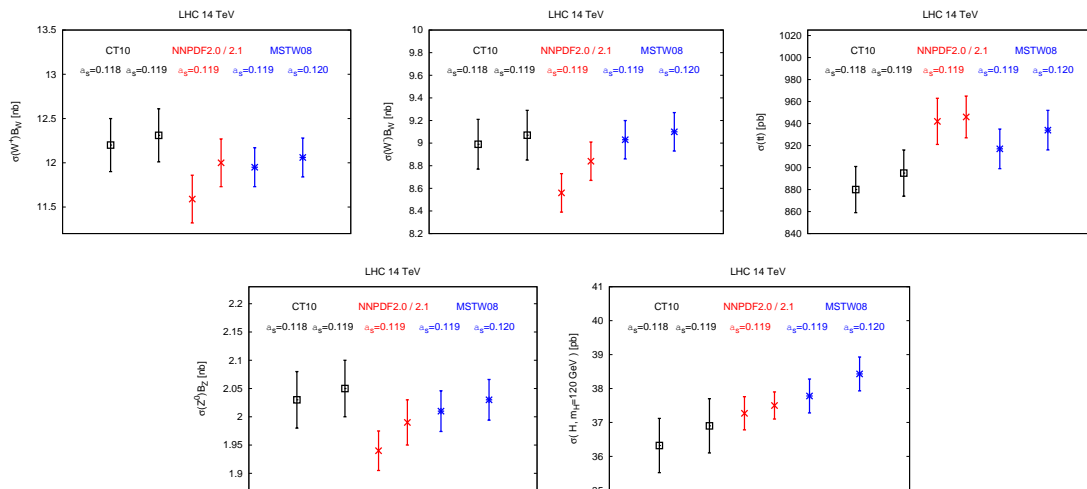 LHC 14 TeV
CT10 NNPDF2.0 / 2.1 MSTW08
aₛ=0.118 aₛ=0.119 aₛ=0.119 aₛ=0.119 aₛ=0.120
13
12.5
12
11.5
σ(W⁺)B_W [nb]
LHC 14 TeV
CT10 NNPDF2.0 / 2.1 MSTW08
aₛ=0.118 aₛ=0.119 aₛ=0.119 aₛ=0.119 aₛ=0.120
10
9.8
9.6
9.4
9.2
9
8.8
8.6
8.4
8.2
σ(W⁻)B_W [nb]
LHC 14 TeV
CT10 NNPDF2.0 / 2.1 MSTW08
aₛ=0.118 aₛ=0.119 aₛ=0.119 aₛ=0.119 aₛ=0.120
1020
1000
980
960
940
920
900
880
860
840
σ(tt) [pb]
LHC 14 TeV
CT10 NNPDF2.0 / 2.1 MSTW08
aₛ=0.118 aₛ=0.119 aₛ=0.119 aₛ=0.119 aₛ=0.120
2.2
2.15
2.1
2.05
2
1.95
1.9
σ(Z⁰)B_Z [nb]
LHC 14 TeV
CT10 NNPDF2.0 / 2.1 MSTW08
aₛ=0.118 aₛ=0.119 aₛ=0.119 aₛ=0.119 aₛ=0.120
41
40
39
38
37
36
35
σ( H, m_H=120 GeV ) [pb]